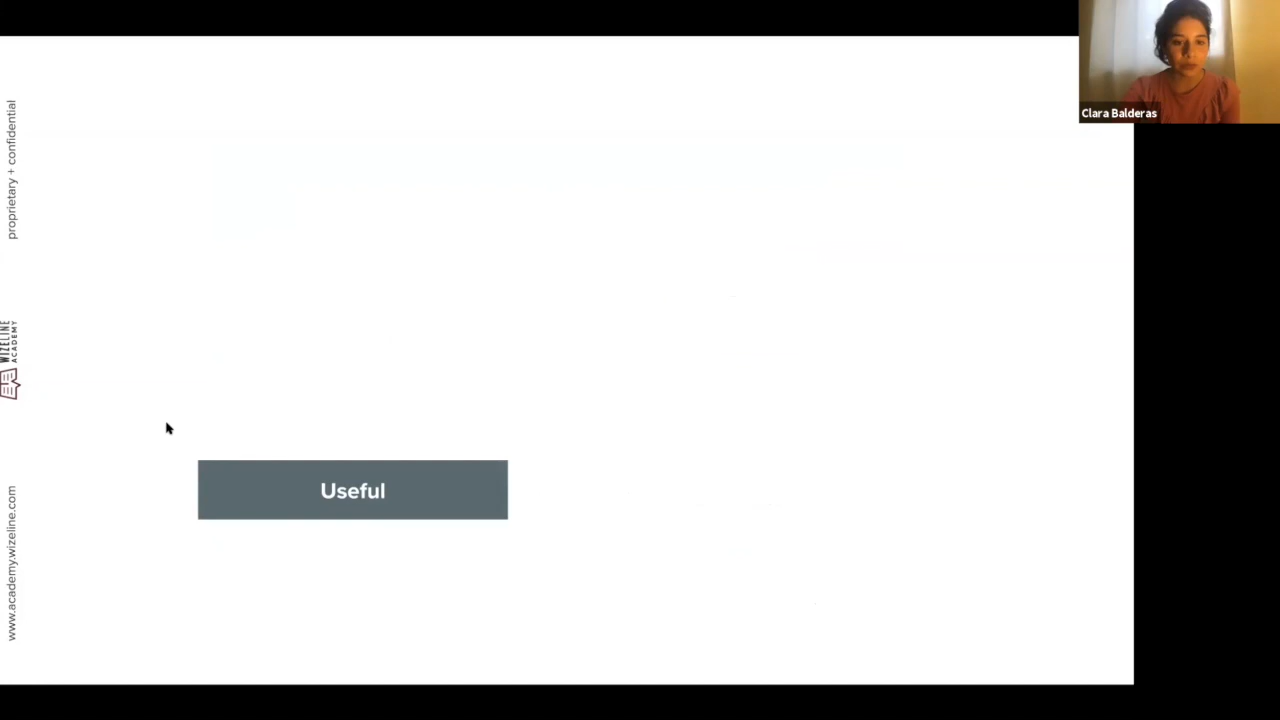 proprietary + confidential
WIZELINE
ACADEMY
www.academy.wizeline.com
Useful
Clara Balderas